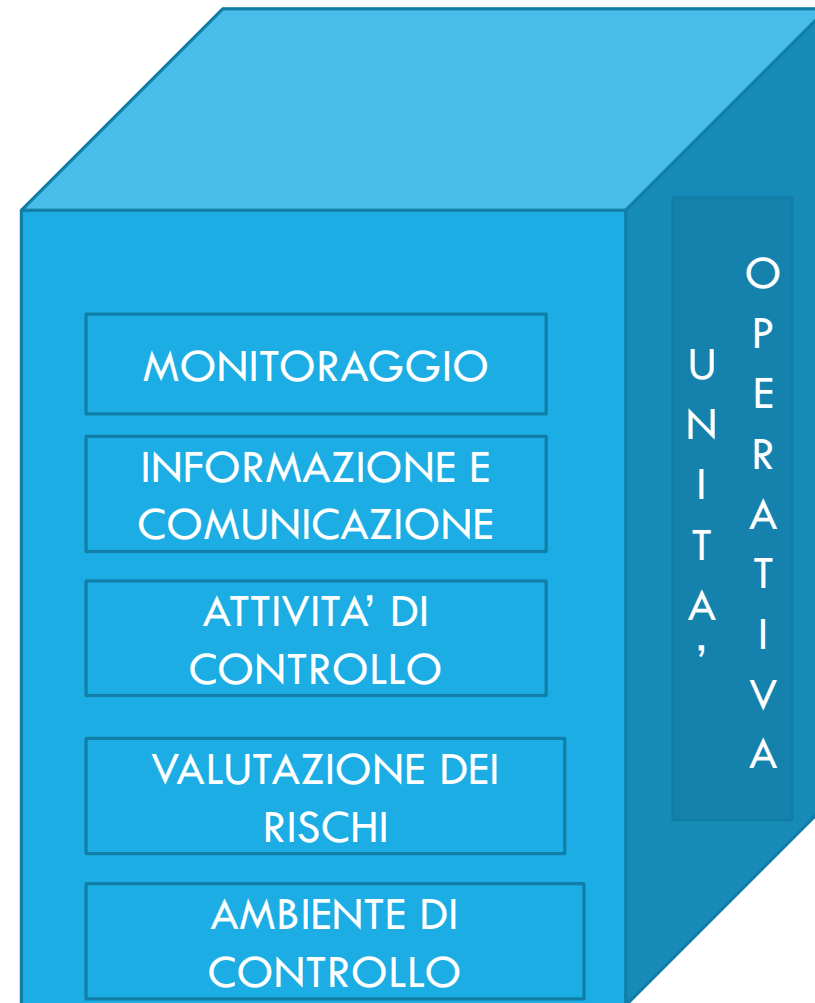 MONITORAGGIO
INFORMAZIONE E
COMUNICAZIONE
ATTIVITA’ DI
CONTROLLO
VALUTAZIONE DEI
RISCHI
AMBIENTE DI
CONTROLLO
UNITA’
OPERATIVA